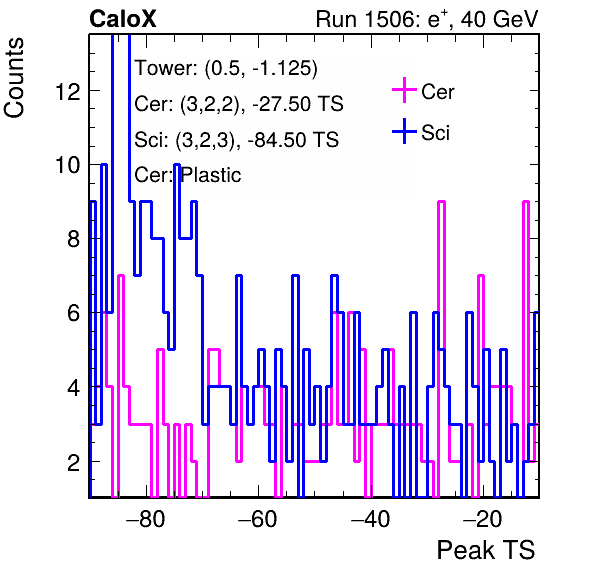 CaloX Run 1506: e⁺, 40 GeV
Counts
Tower: (0.5, -1.125)
Cer: (3,2,2), -27.50 TS
Sci: (3,2,3), -84.50 TS
Cer: Plastic
Cer
Sci
12
10
8
6
4
2
−80 −60 −40 −20
Peak TS